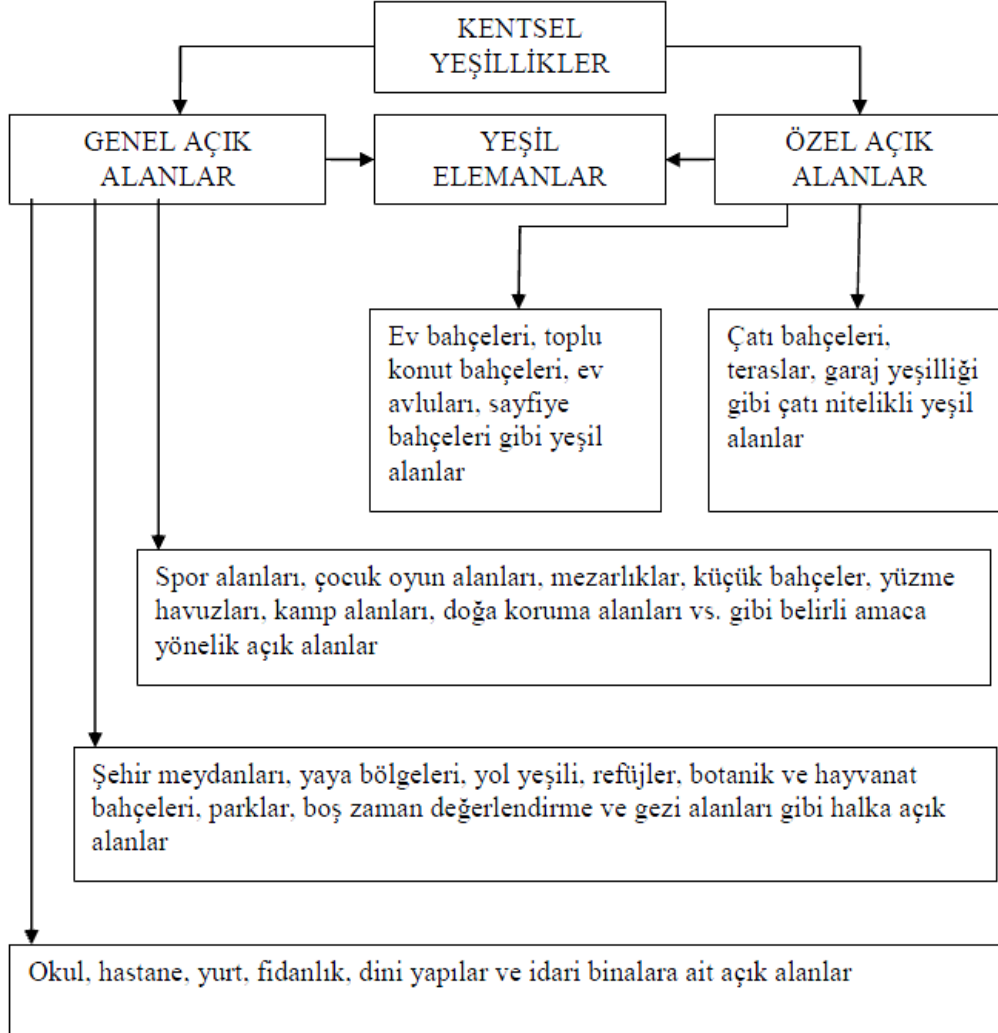 KENTSEL
YEŞİLLİKLER
GENEL AÇIK
ALANLAR
YEŞİL
ELEMANLAR
ÖZEL AÇIK
ALANLAR
Ev bahçeleri, toplu
konut bahçeleri, ev
avluları, sayfiye
bahçeleri gibi yeşil
alanlar
Çatı bahçeleri,
teraslar, garaj yeşilliği
gibi çatı nitelikli yeşil
alanlar
Spor alanları, çocuk oyun alanları, mezarlıklar, küçük bahçeler, yüzme
havuzları, kamp alanları, doğa koruma alanları vs. gibi belirli amaca
yönelik açık alanlar
Şehir meydanları, yaya bölgeleri, yol yeşili, refüjler, botanik ve hayvanat
bahçeleri, parklar, boş zaman değerlendirme ve gezi alanları gibi halka açık
alanlar
Okul, hastane, yurt, fidanlık, dini yapılar ve idari binalara ait açık alanlar